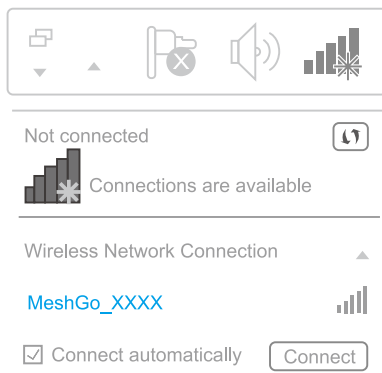 Not connected
Connections are available
Wireless Network Connection
MeshGo_XXXX
Connect automatically
Connect